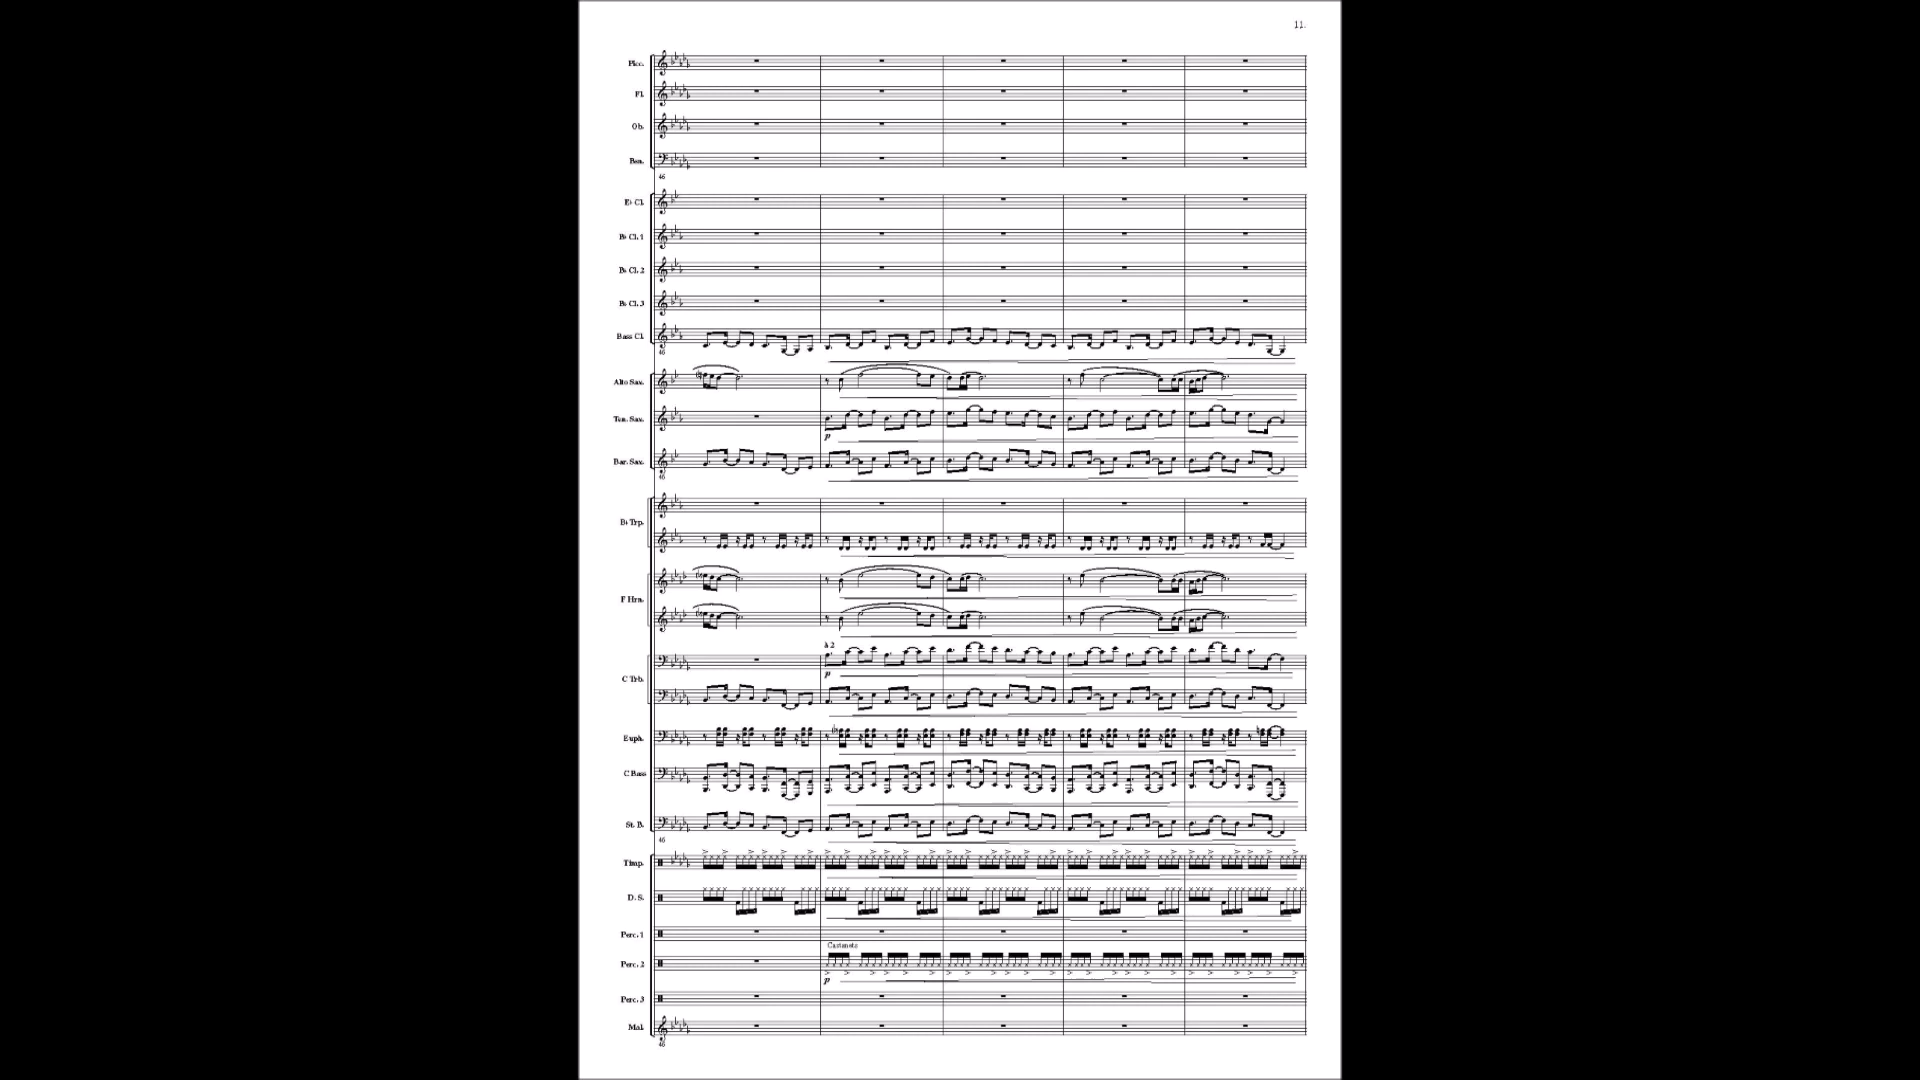 11.
Picc.
Fl.
Ob.
Bsn.
46
E♭ Cl.
B♭ Cl. 1
B♭ Cl. 2
B♭ Cl. 3
Bass Cl.
46
Alto Sax.
Ten. Sax.
p
Bar. Sax.
46
B♭ Trp.
F Hrn.
à 2
C Trb.
p
Euph.
C Bass
St. B.
46
Timp.
D. S.
Perc. 1
Castanets
Perc. 2
p
Perc. 3
Mal.
46